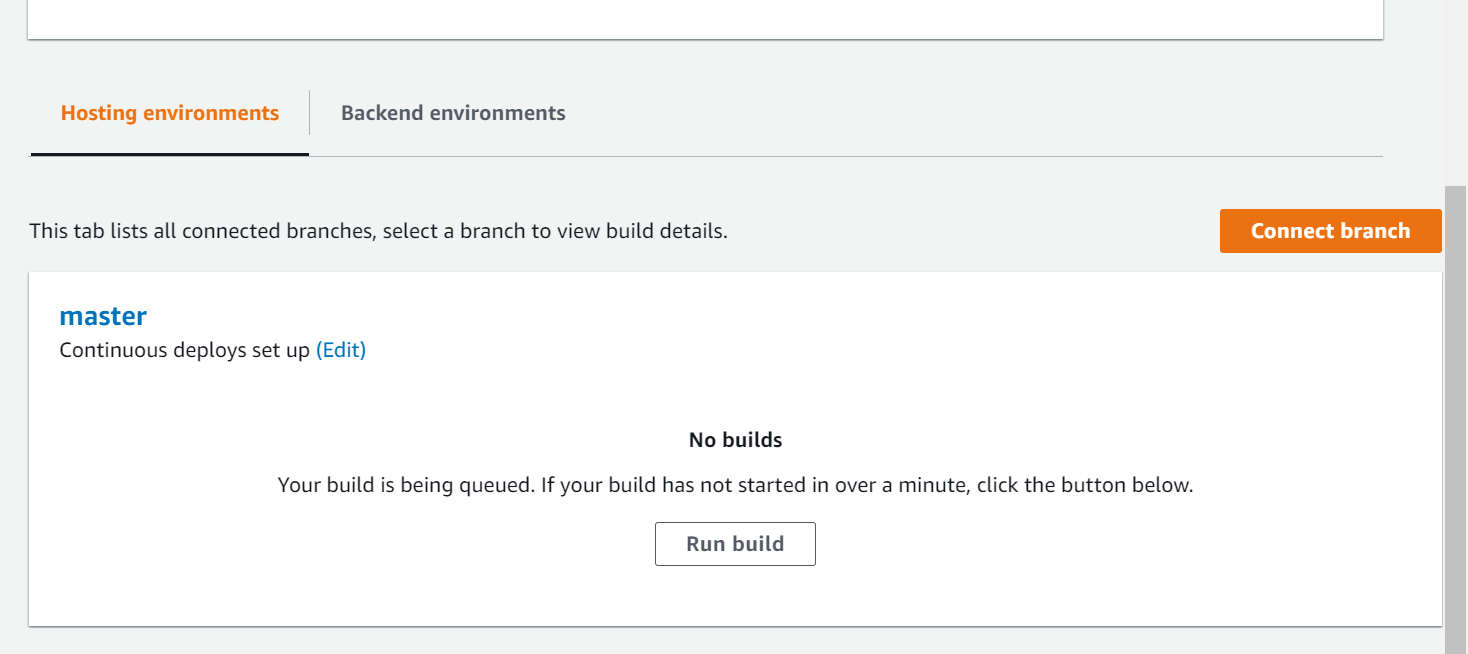 Hosting environments
Backend environments
This tab lists all connected branches, select a branch to view build details.
Connect branch
master
Continuous deploys set up (Edit)
No builds
Your build is being queued. If your build has not started in over a minute, click the button below.
Run build